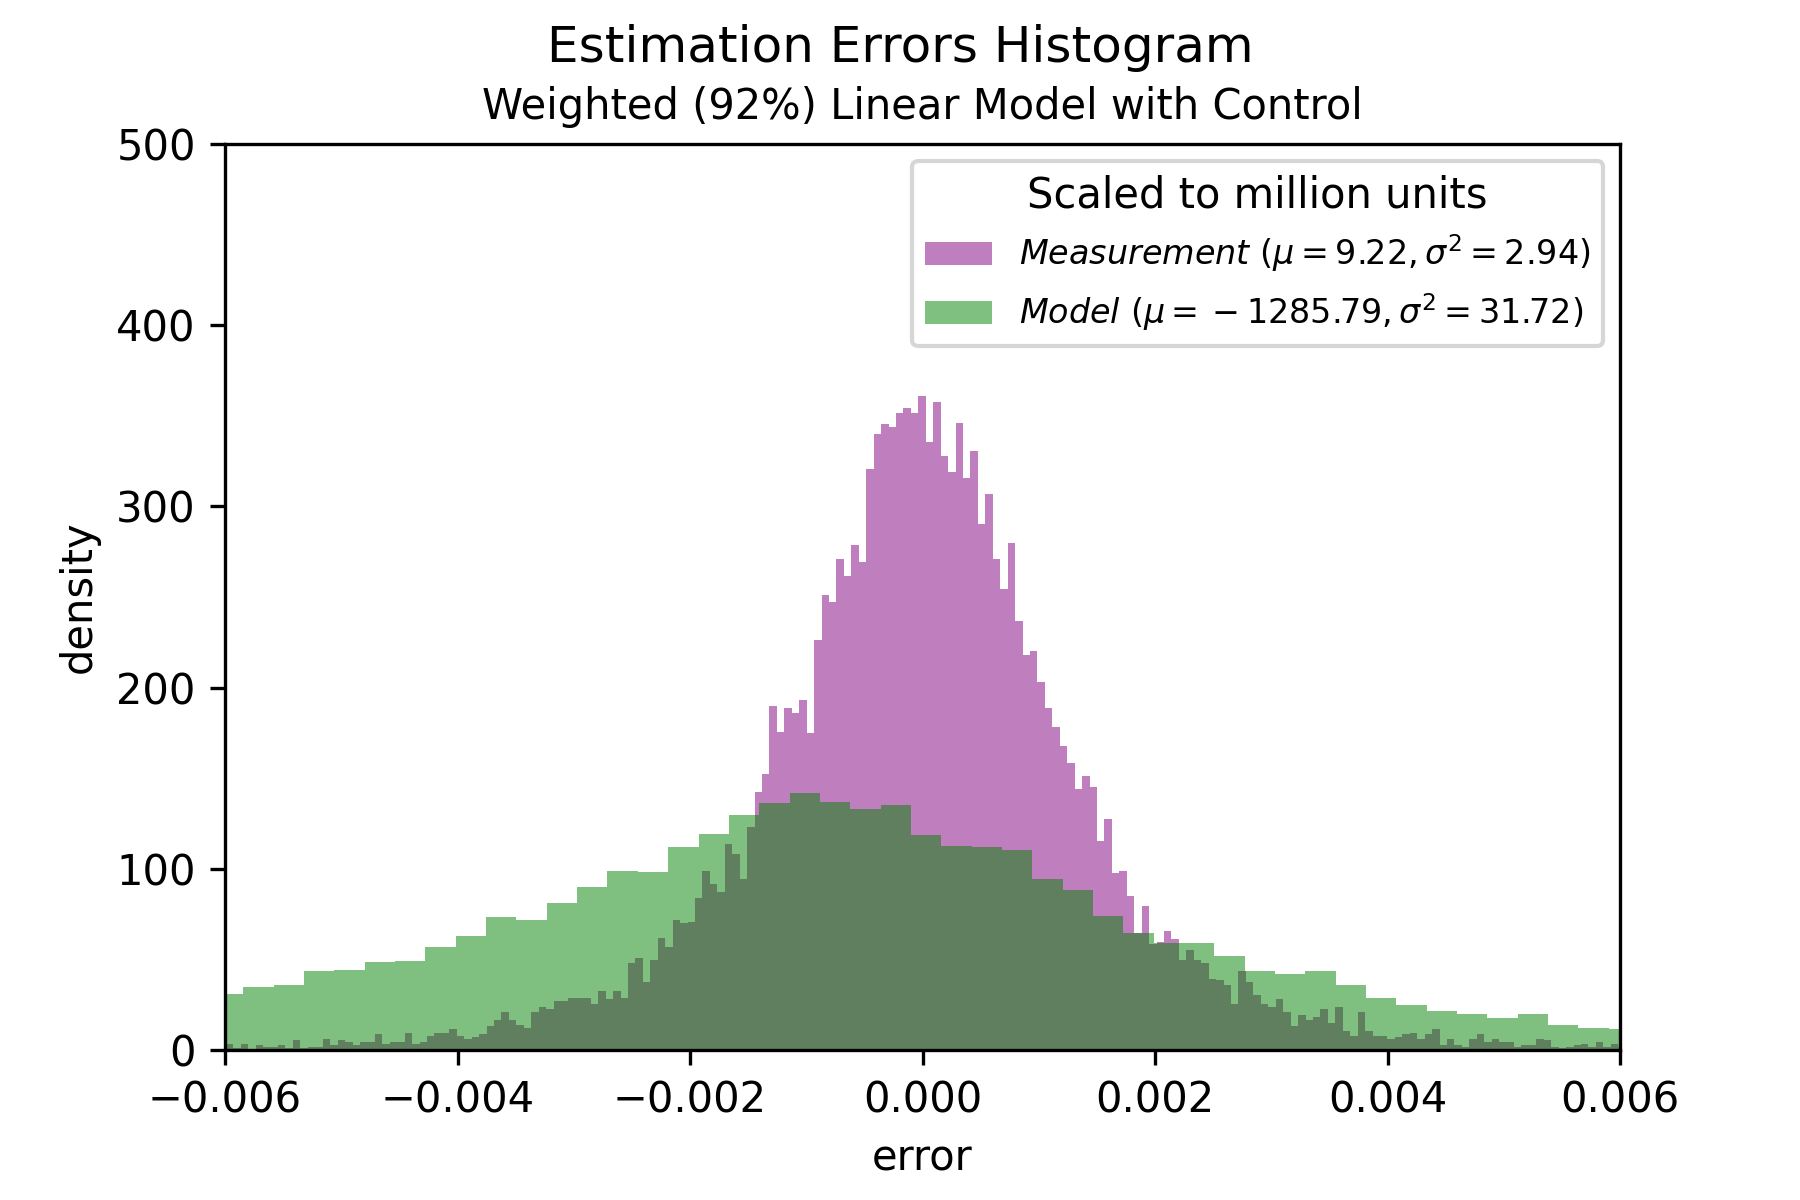 Estimation Errors Histogram
Weighted (92%) Linear Model with Control
500
400
300
200
100
0
density
Scaled to million units
Measurement (μ = 9.22, σ² = 2.94)
Model (μ = − 1285.79, σ² = 31.72)
−0.006 −0.004 −0.002 0.000 0.002 0.004 0.006
error